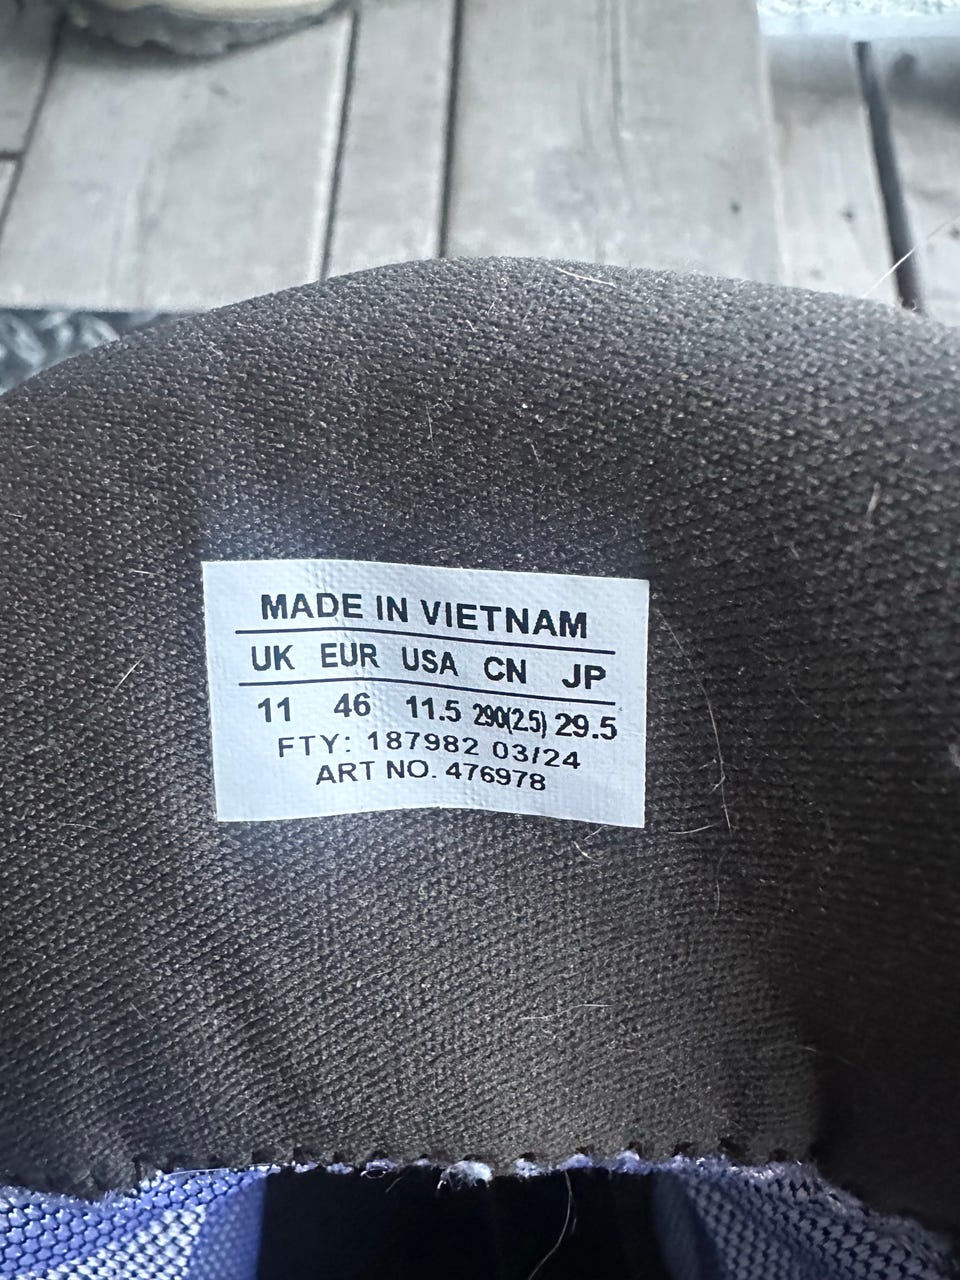 MADE IN VIETNAM
UK EUR USA CN JP
11 46 11.5 290(2.5) 29.5
FTY: 187982 03/24
ART NO. 476978